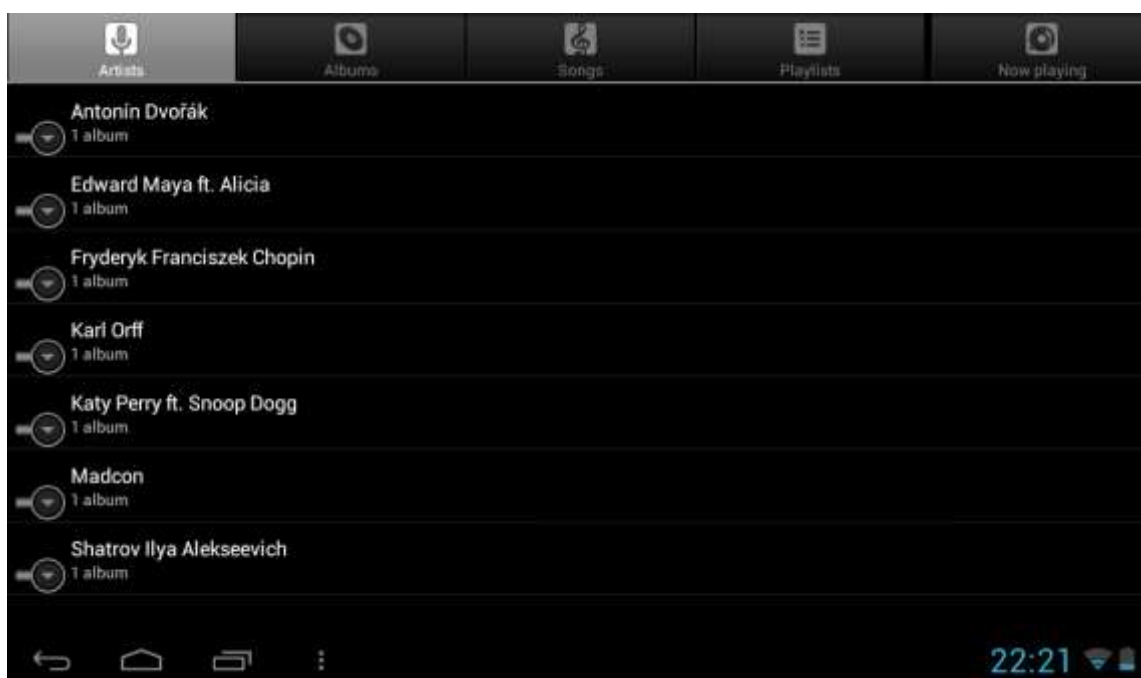 Artists
Albums
Songs
Playlists
Now playing
Antonín Dvořák
1 album
Edward Maya ft. Alicia
1 album
Fryderyk Franciszek Chopin
1 album
Karl Orff
1 album
Katy Perry ft. Snoop Dogg
1 album
Madcon
1 album
Shatrov Ilya Alekseevich
1 album
22:21